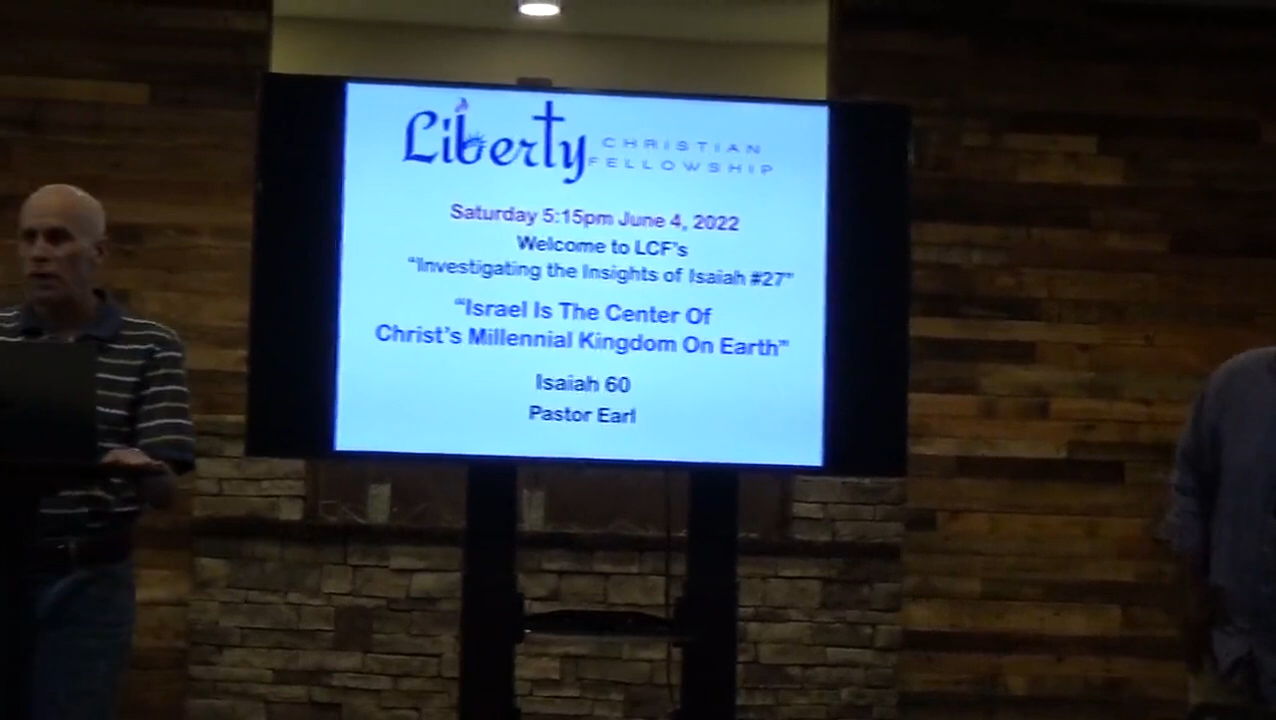 Liberty CHRISTIAN
FELLOWSHIP
Saturday 5:15pm June 4, 2022
Welcome to LCF's
"Investigating the Insights of Isaiah #27"
"Israel Is The Center Of
Christ's Millennial Kingdom On Earth"
Isaiah 60
Pastor Earl